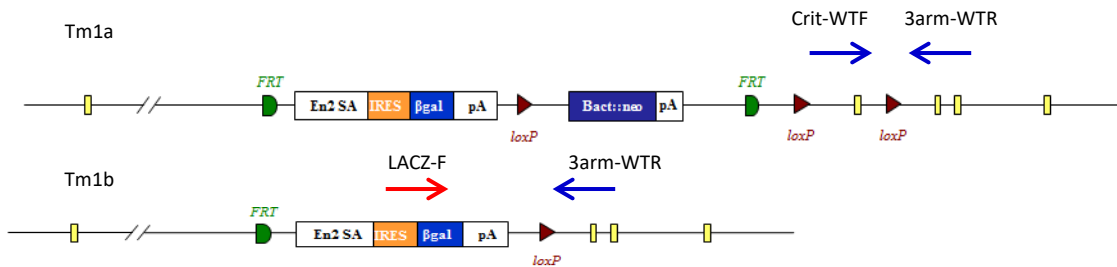 Crit-WTF 3arm-WTR
Tm1a
FRT FRT
En2 SA IRES βgal pA Bact::neo pA
loxP loxP loxP
LACZ-F 3arm-WTR
Tm1b
FRT
En2 SA IRES βgal pA
loxP